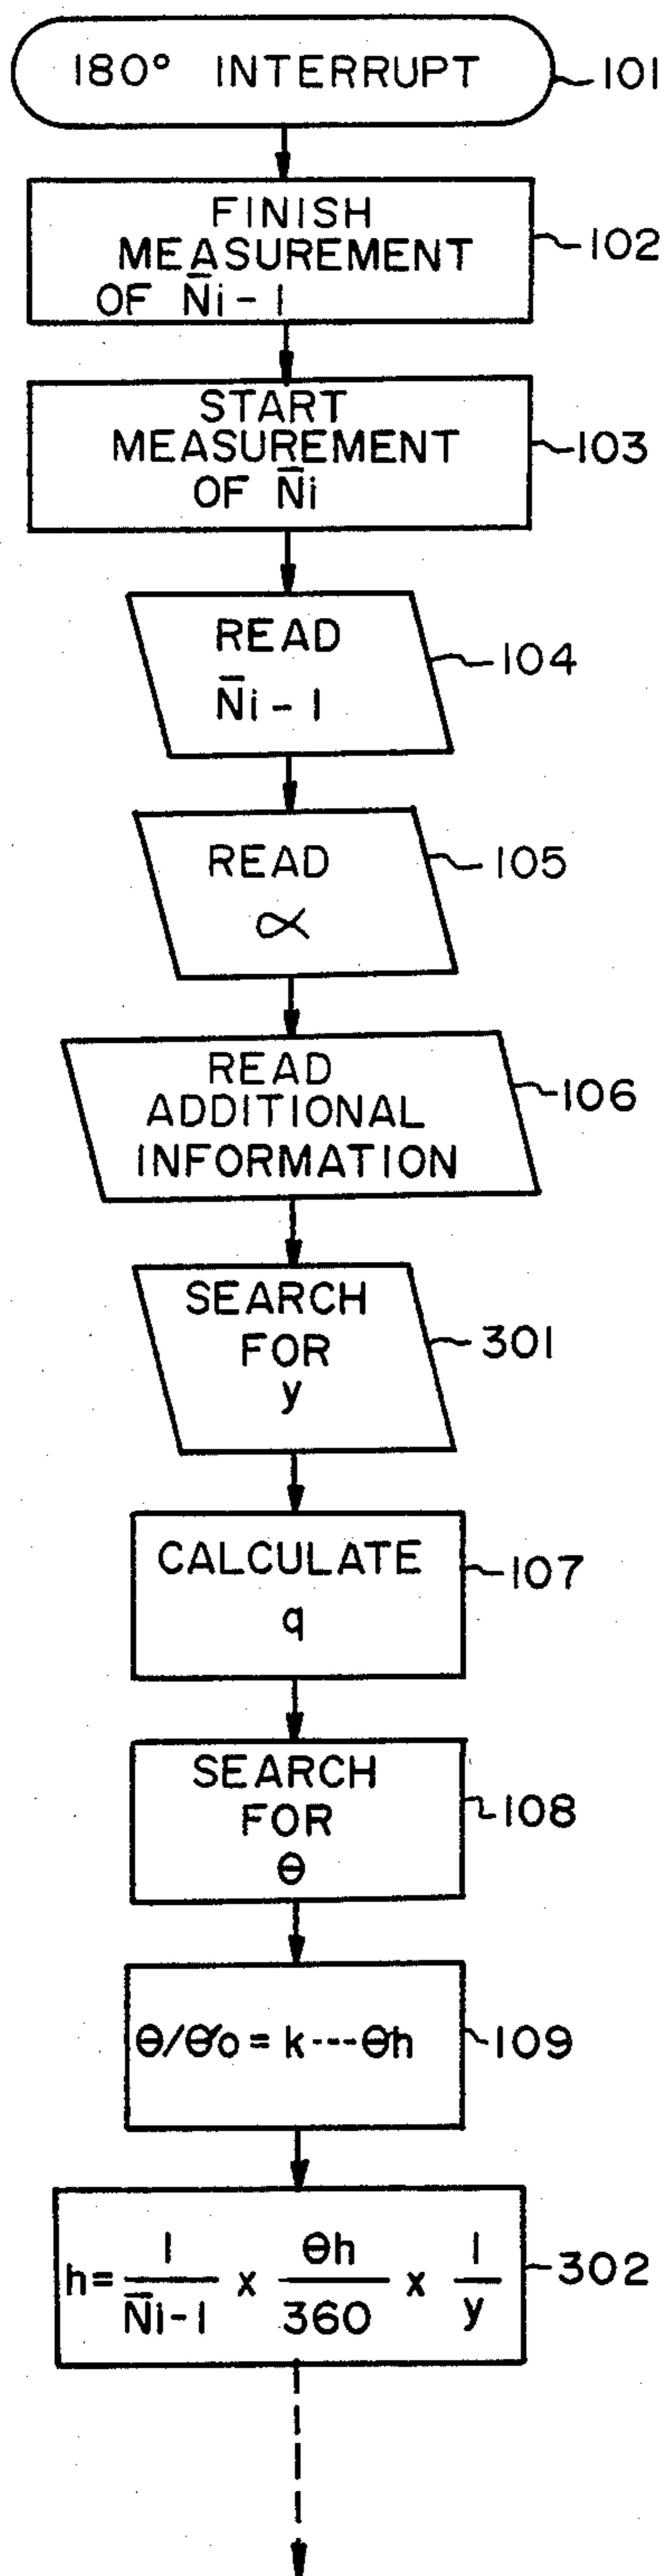 180° INTERRUPT
101
FINISH
MEASUREMENT
OF N̄i-1
102
START
MEASUREMENT
OF N̄i
103
READ
N̄i-1
104
READ
α
105
READ
ADDITIONAL
INFORMATION
106
SEARCH
FOR
y
301
CALCULATE
q
107
SEARCH
FOR
θ
108
θ/θo = k---θh
109
h = 1/N̄i-1 x θh/360 x 1/y
302